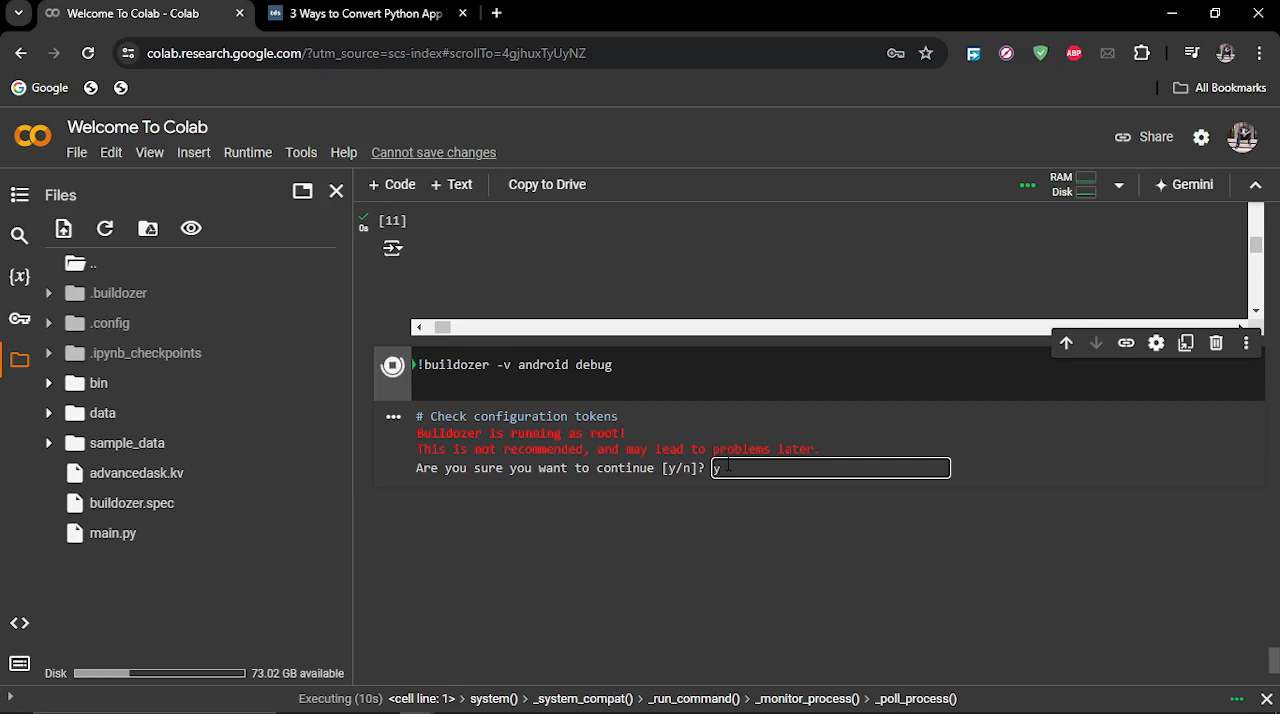 Welcome To Colab - Colab
tds
3 Ways to Convert Python App
colab.research.google.com/?utm_source=scs-index#scrollTo=4gjhuxTyUyNZ
ABP
Google
All Bookmarks
Welcome To Colab
File Edit View Insert Runtime Tools Help Cannot save changes
Share
Files
+ Code + Text Copy to Drive
RAM
Disk
Gemini
[11]
0s
{x}
..
.buildozer
.config
.ipynb_checkpoints
bin
data
sample_data
advancedask.kv
buildozer.spec
main.py
!buildozer -v android debug
# Check configuration tokens
Buildozer is running as root!
This is not recommended, and may lead to problems later.
Are you sure you want to continue [y/n]? y
Disk 73.02 GB available
Executing (10s) <cell line: 1> > system() > _system_compat() > _run_command() > _monitor_process() > _poll_process()